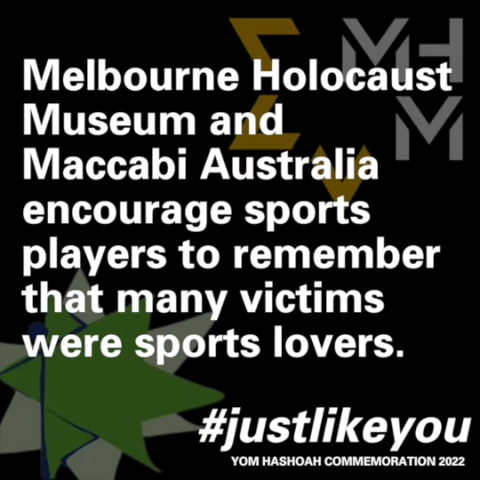 MHM
Melbourne Holocaust
Museum and
Maccabi Australia
encourage sports
players to remember
that many victims
were sports lovers.
#justlikeyou
YOM HASHOAH COMMEMORATION 2022